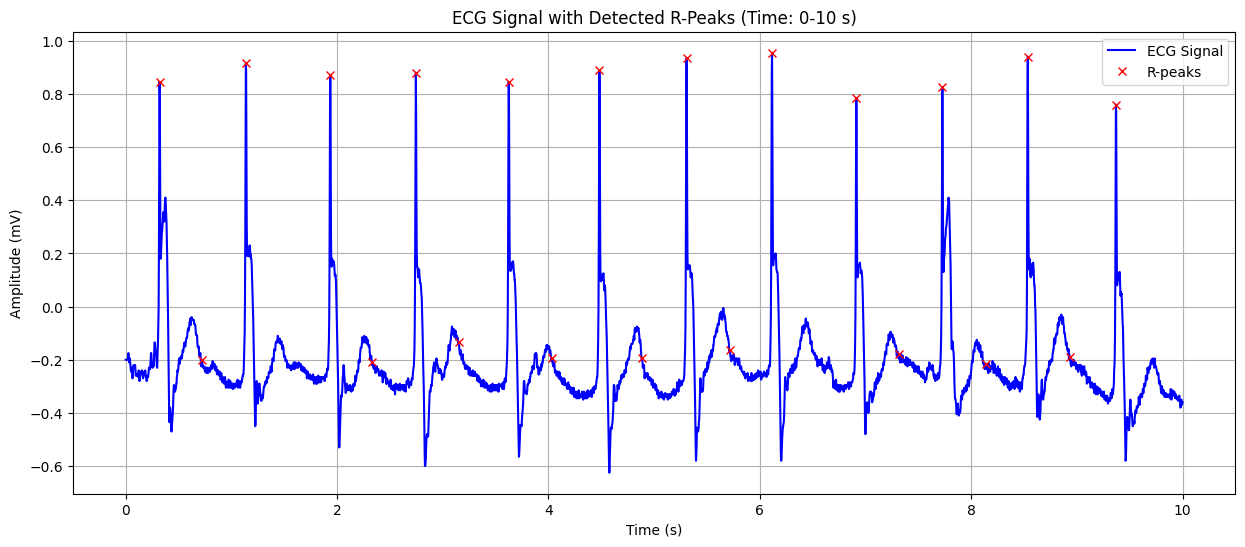 ECG Signal with Detected R-Peaks (Time: 0-10 s)
ECG Signal
R-peaks
Amplitude (mV)
1.0
0.8
0.6
0.4
0.2
0.0
−0.2
−0.4
−0.6
0 2 4 6 8 10
Time (s)